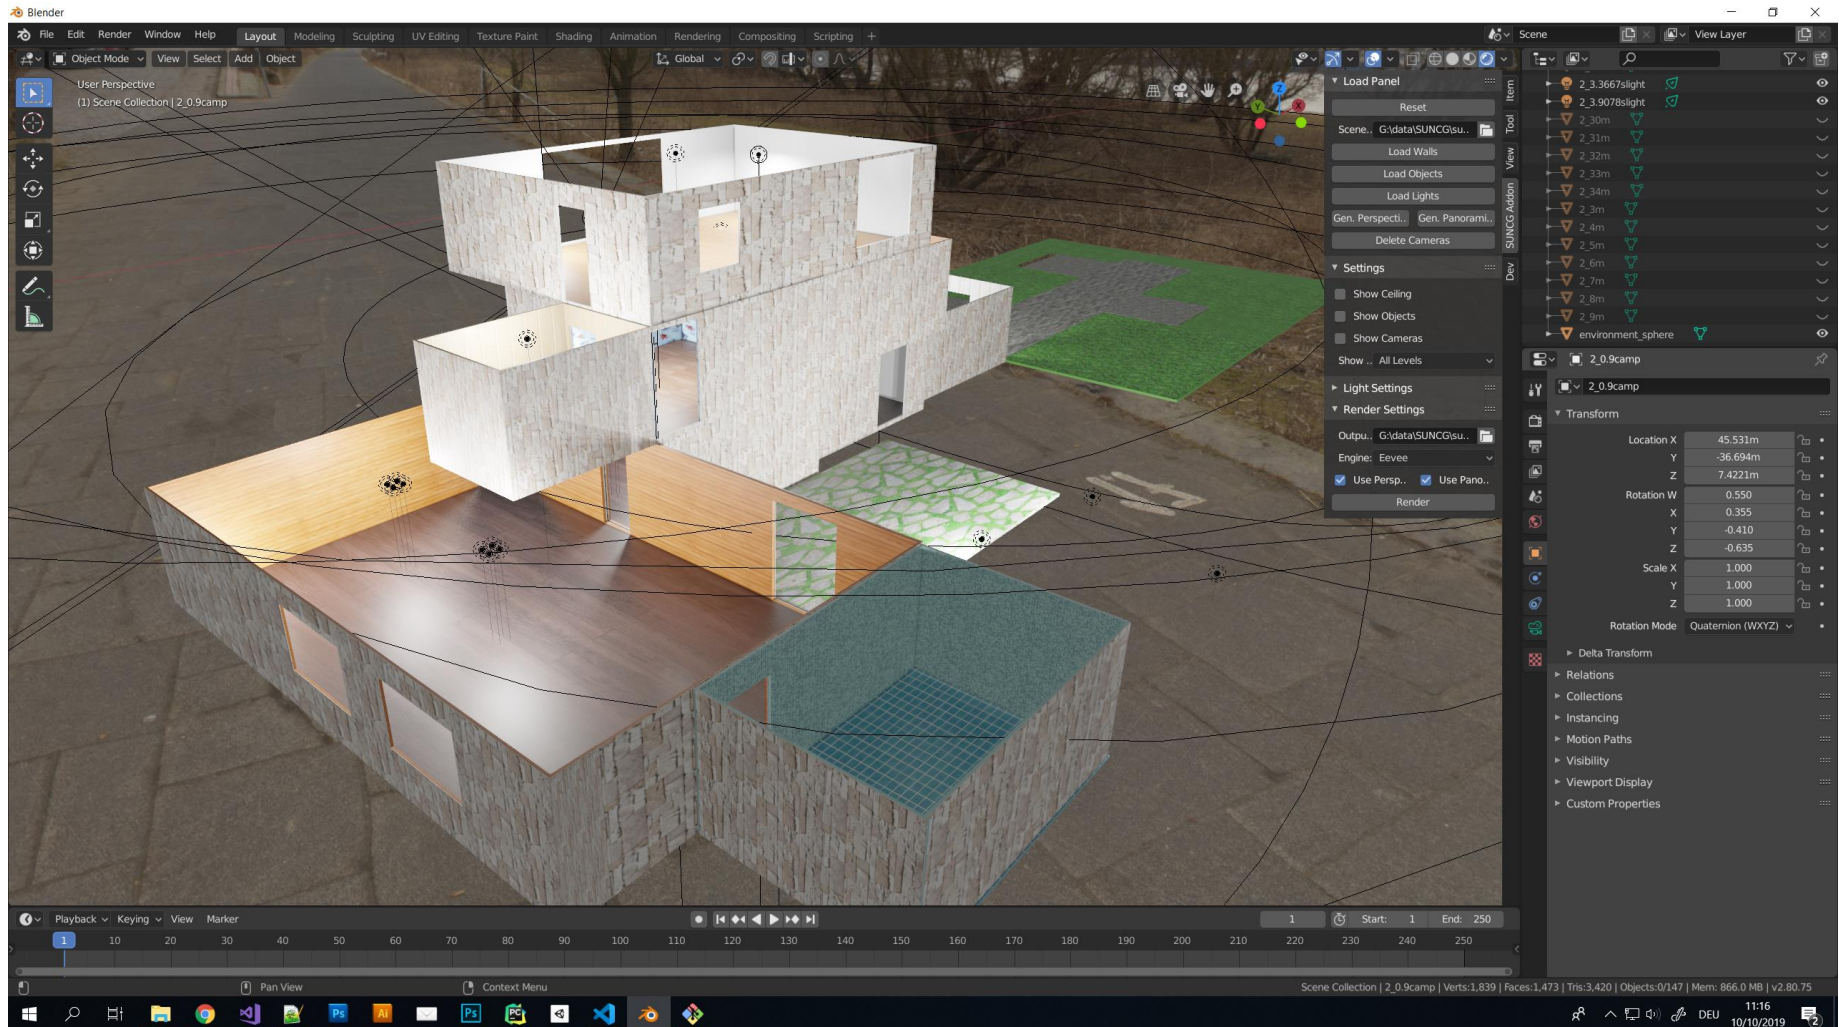 Blender
File Edit Render Window Help Layout Modeling Sculpting UV Editing Texture Paint Shading Animation Rendering Compositing Scripting + Scene View Layer
Object Mode View Select Add Object Global
User Perspective
(1) Scene Collection | 2_0.9camp
Z
Y
X
Load Panel
Reset
Scene.. G:\data\SUNCG\su..
Load Walls
Load Objects
Load Lights
Gen. Perspecti.. Gen. Panorami..
Delete Cameras
Settings
Show Ceiling
Show Objects
Show Cameras
Show .. All Levels
Light Settings
Render Settings
Outpu.. G:\data\SUNCG\su..
Engine: Eevee
Use Persp.. Use Pano..
Render
Item
Tool
View
SUNCG Addon
Dev
2_3.3667slight
2_3.9078slight
2_30m
2_31m
2_32m
2_33m
2_34m
2_3m
2_4m
2_5m
2_6m
2_7m
2_8m
2_9m
environment_sphere
2_0.9camp
2_0.9camp
Transform
Location X 45.531m
Y -36.694m
Z 7.4221m
Rotation W 0.550
X 0.355
Y -0.410
Z -0.635
Scale X 1.000
Y 1.000
Z 1.000
Rotation Mode Quaternion (WXYZ)
Delta Transform
Relations
Collections
Instancing
Motion Paths
Visibility
Viewport Display
Custom Properties
Playback Keying View Marker 1 Start: 1 End: 250
1 10 20 30 40 50 60 70 80 90 100 110 120 130 140 150 160 170 180 190 200 210 220 230 240 250
Pan View Context Menu Scene Collection | 2_0.9camp | Verts:1,839 | Faces:1,473 | Tris:3,420 | Objects:0/147 | Mem: 866.0 MB | v2.80.75
Ps Ai Ps PC DEU 11:16
10/10/2019 2